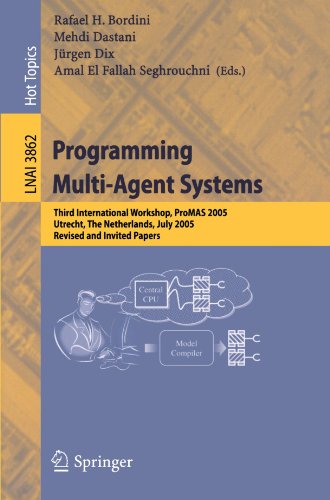 Rafael H. Bordini
Mehdi Dastani
Jürgen Dix
Amal El Fallah Seghrouchni (Eds.)
Hot Topics
LNAI 3862
Programming
Multi-Agent Systems
Third International Workshop, ProMAS 2005
Utrecht, The Netherlands, July 2005
Revised and Invited Papers
Central
CPU
Model
Compiler
Springer